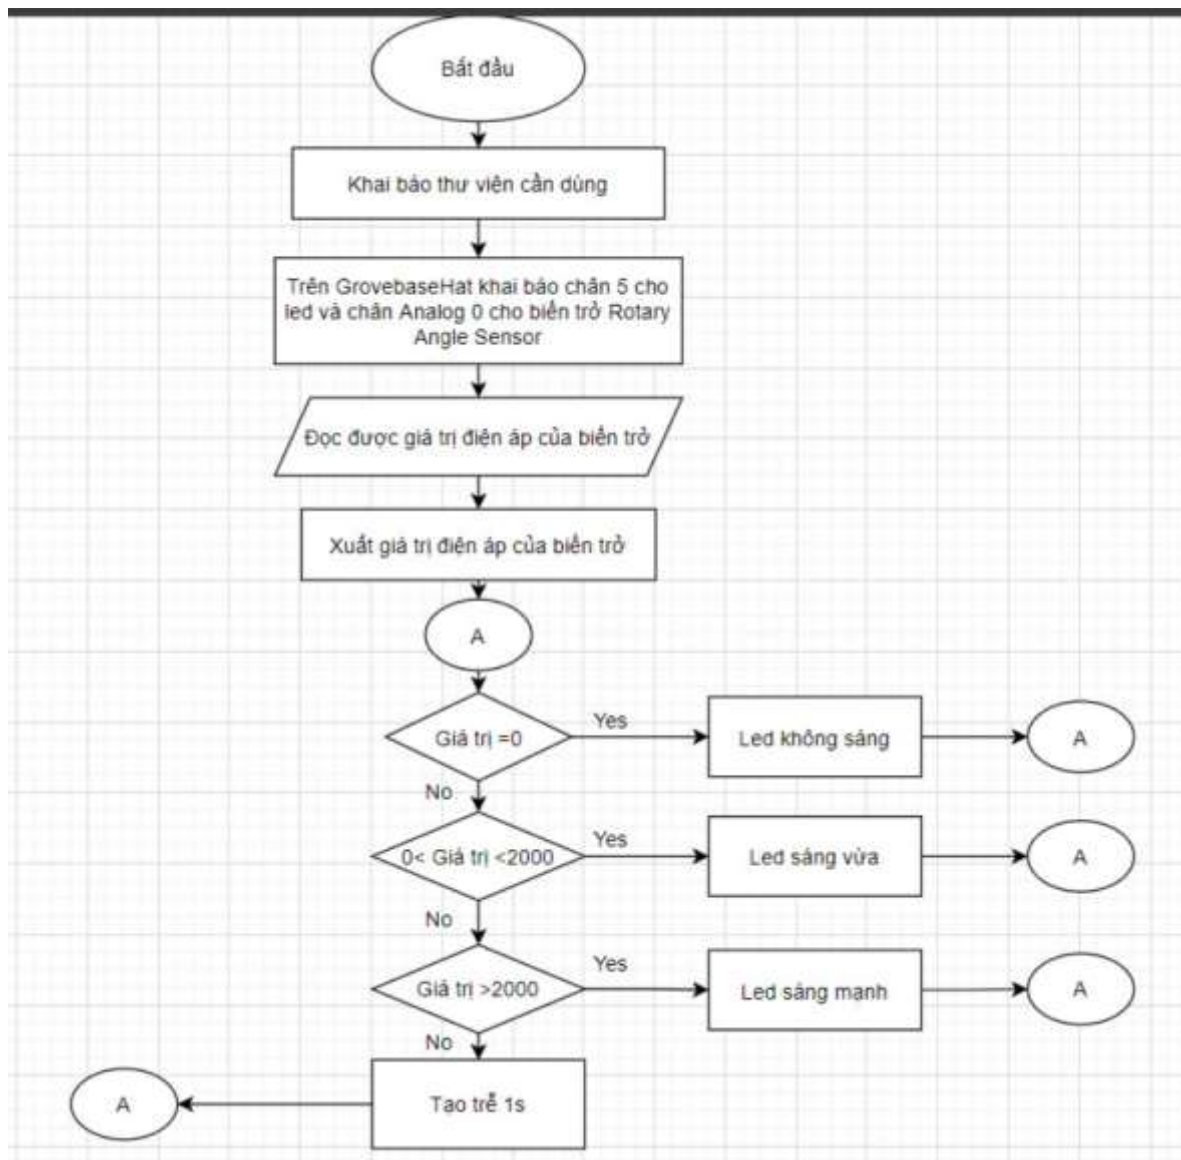 Bắt đầu
Khai báo thư viện cần dùng
Trên GrovebaseHat khai báo chân 5 cho
led và chân Analog 0 cho biến trở Rotary
Angle Sensor
Đọc được giá trị điện áp của biến trở
Xuất giá trị điện áp của biến trở
A
Giá trị =0
Yes
Led không sáng
A
No
0< Giá trị <2000
Yes
Led sáng vừa
A
No
Giá trị >2000
Yes
Led sáng mạnh
A
No
Tạo trễ 1s
A